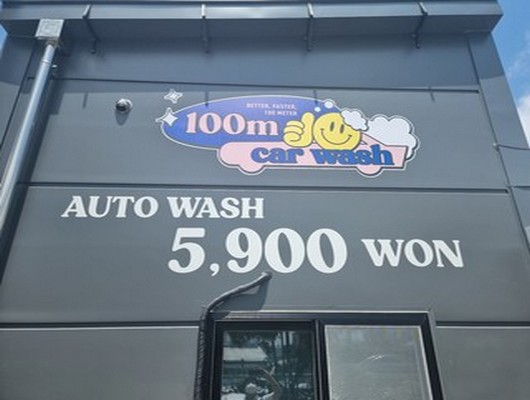 BETTER, FASTER,
100 METER
100m
car wash
AUTO WASH
5,900 WON